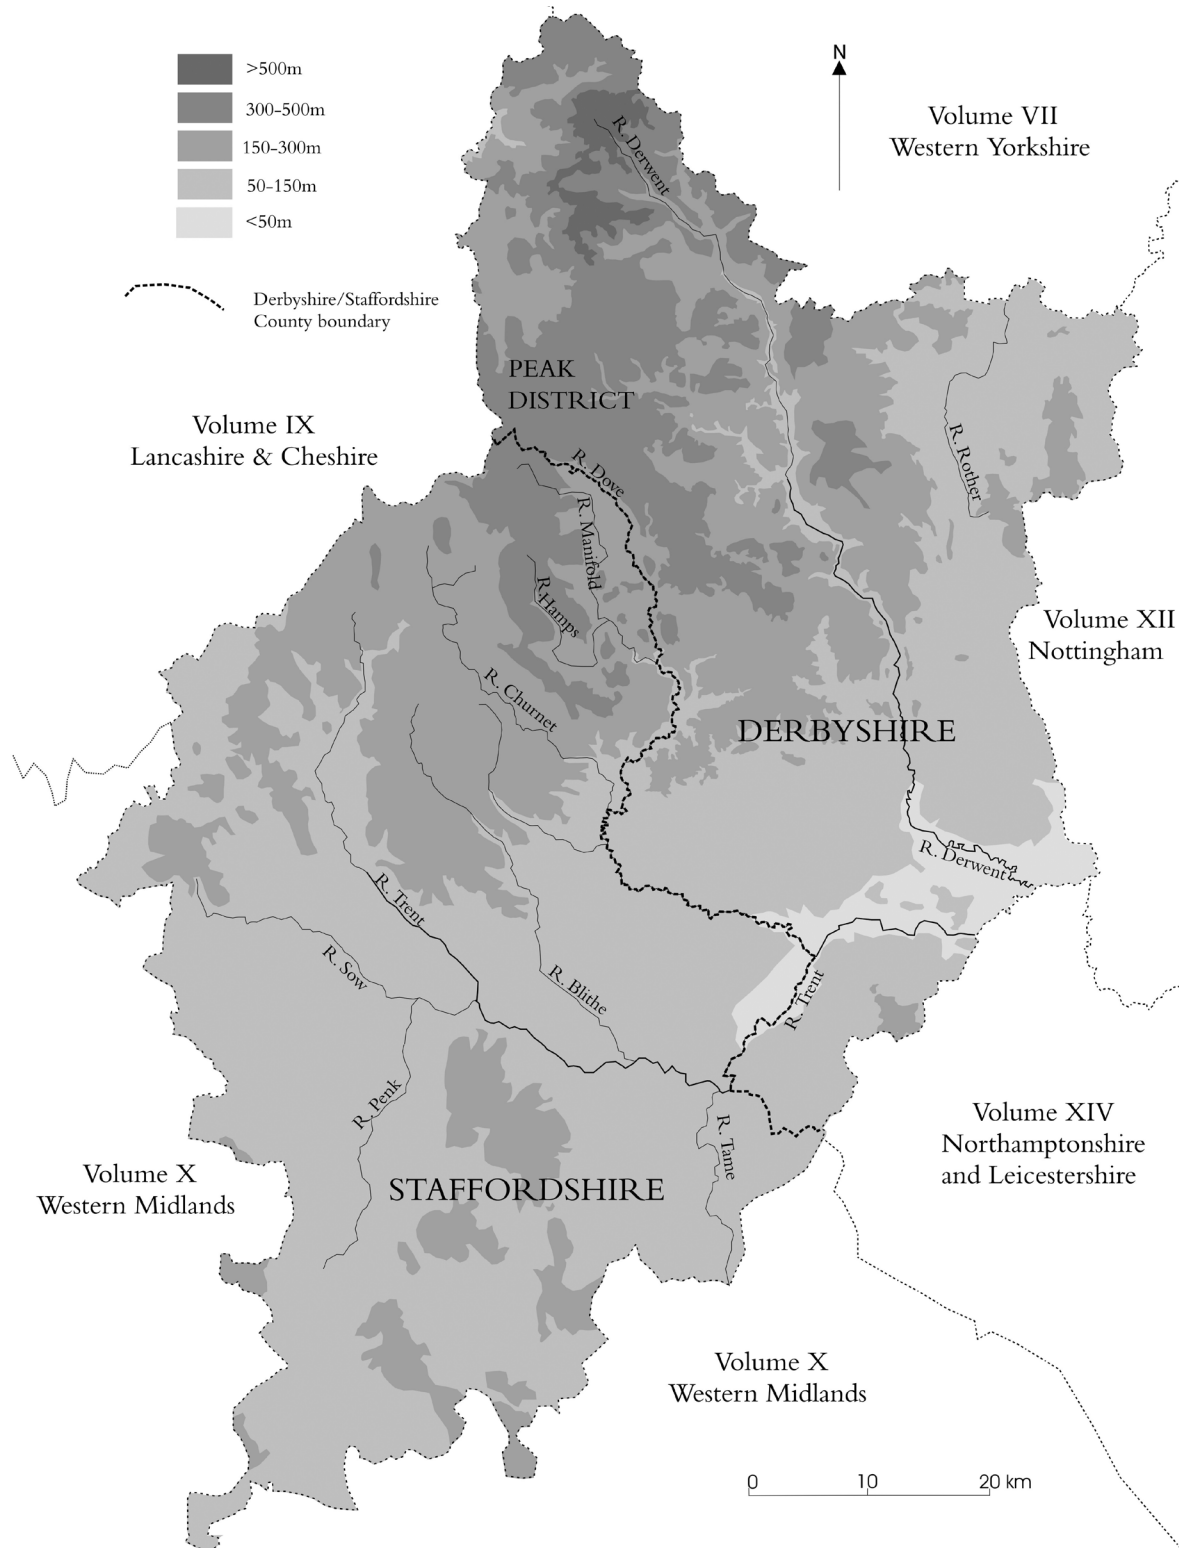 >500m
300-500m
150-300m
50-150m
<50m
Derbyshire/Staffordshire
County boundary
N
Volume VII
Western Yorkshire
R. Derwent
PEAK
DISTRICT
Volume IX
Lancashire & Cheshire
R. Dove
R. Rother
R. Manifold
R. Hamps
Volume XII
Nottingham
R. Churnet
DERBYSHIRE
R. Derwent
R. Trent
R. Sow
R. Blithe
R. Trent
R. Penk
R. Tame
Volume XIV
Northamptonshire
and Leicestershire
Volume X
Western Midlands
STAFFORDSHIRE
Volume X
Western Midlands
0 10 20 km